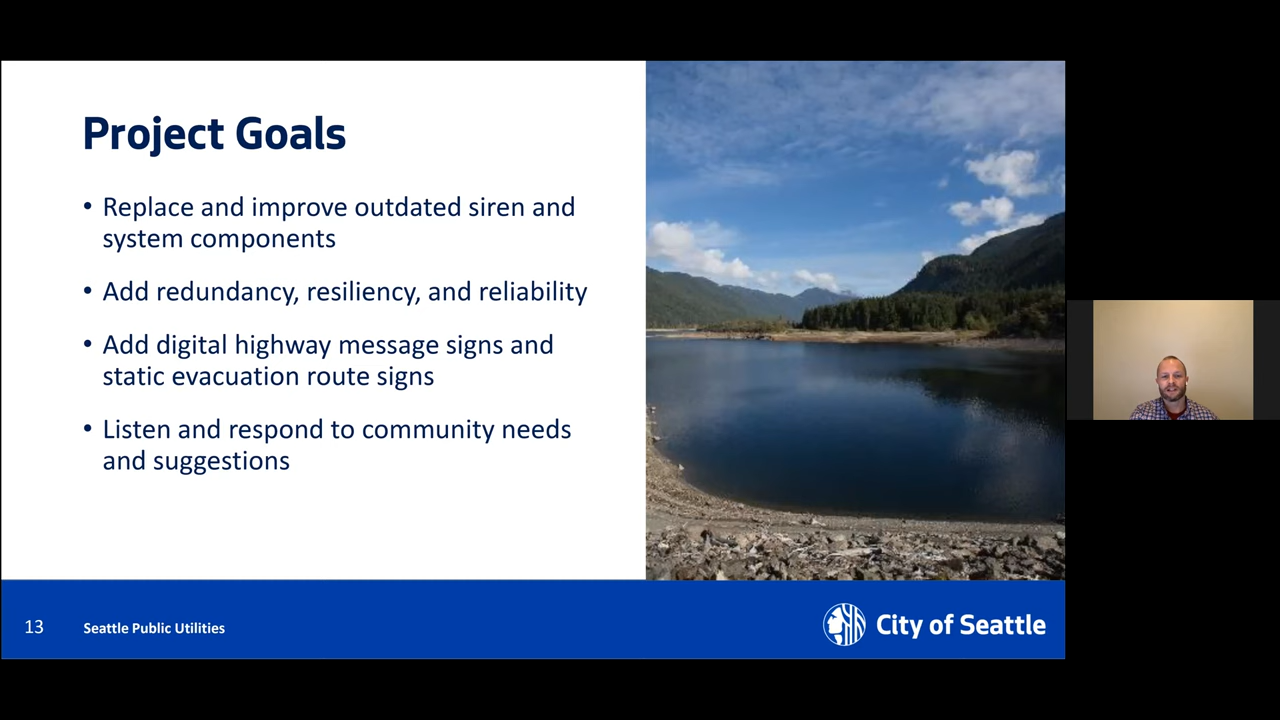 Project Goals
• Replace and improve outdated siren and
system components
• Add redundancy, resiliency, and reliability
• Add digital highway message signs and
static evacuation route signs
• Listen and respond to community needs
and suggestions
13
Seattle Public Utilities
City of Seattle